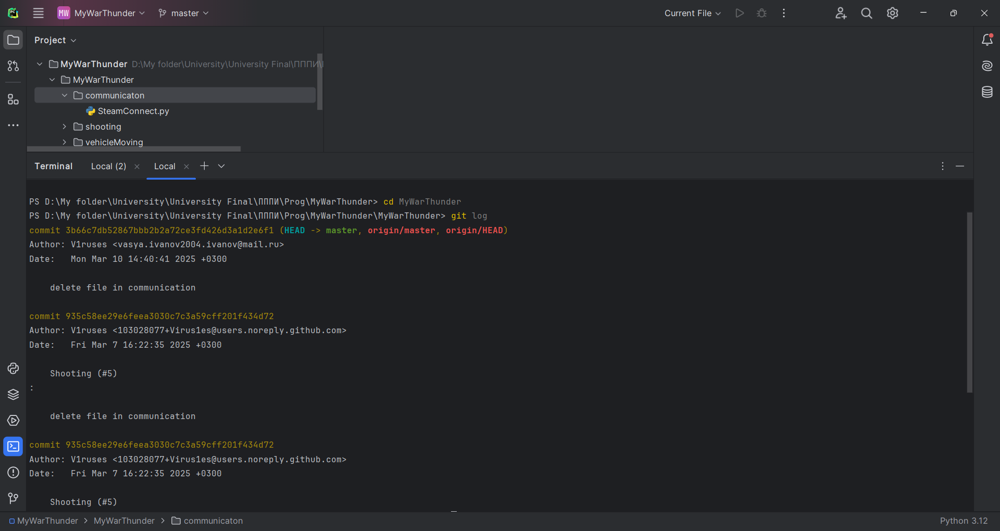 PC
MW MyWarThunder master Current File
Project
MyWarThunder D:\My folder\University\University Final\ПППИ\
MyWarThunder
communicaton
SteamConnect.py
shooting
vehicleMoving
Terminal Local (2) Local
PS D:\My folder\University\University Final\ПППИ\Prog\MyWarThunder> cd MyWarThunder
PS D:\My folder\University\University Final\ПППИ\Prog\MyWarThunder\MyWarThunder> git log
commit 3b66c7db52867bbb2b2a72ce3fd426d3a1d2e6f1 (HEAD -> master, origin/master, origin/HEAD)
Author: V1ruses <vasya.ivanov2004.ivanov@mail.ru>
Date:   Mon Mar 10 14:40:41 2025 +0300
delete file in communication
commit 935c58ee29e6feea3030c7c3a59cff201f434d72
Author: V1ruses <103028077+Virus1es@users.noreply.github.com>
Date:   Fri Mar 7 16:22:35 2025 +0300
Shooting (#5)
:
delete file in communication
commit 935c58ee29e6feea3030c7c3a59cff201f434d72
Author: V1ruses <103028077+Virus1es@users.noreply.github.com>
Date:   Fri Mar 7 16:22:35 2025 +0300
Shooting (#5)
MyWarThunder > MyWarThunder > communicaton Python 3.12